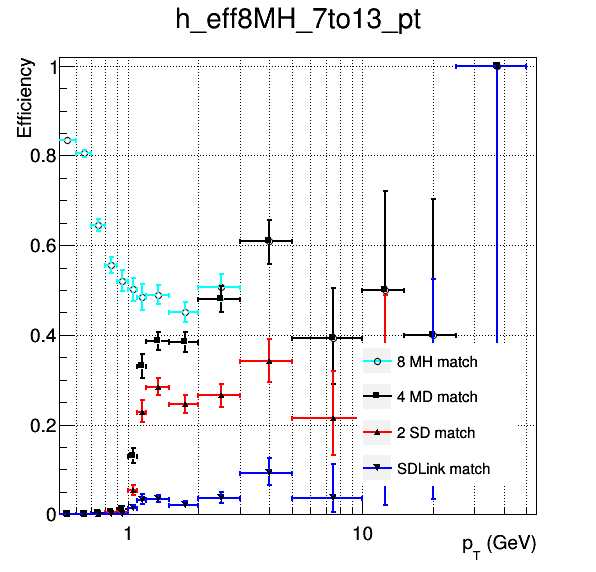 h_eff8MH_7to13_pt
Efficiency
1
0.8
0.6
0.4
0.2
0
8 MH match
4 MD match
2 SD match
SDLink match
1
10
p_T (GeV)